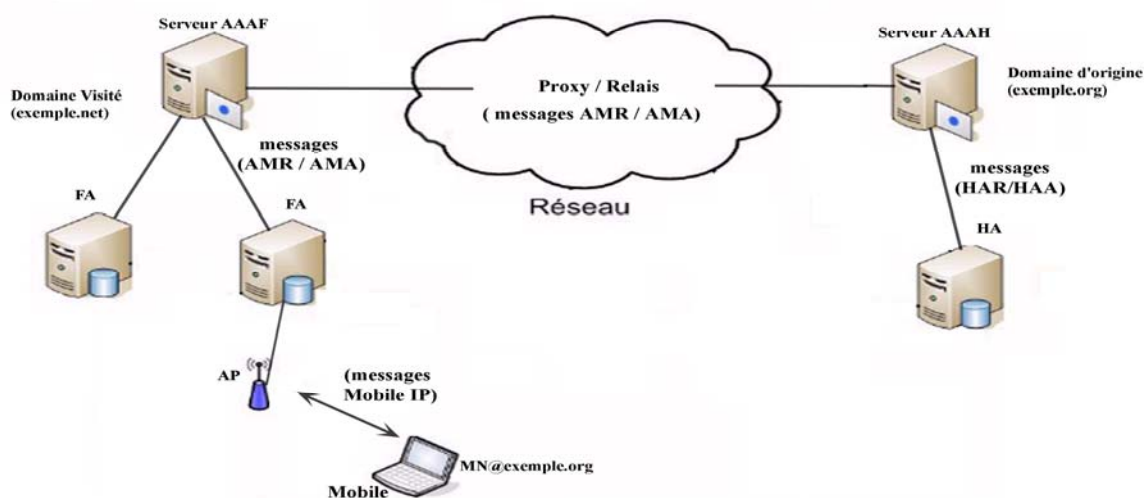 Serveur AAAF
Serveur AAAH
Domaine Visité
(exemple.net)
Proxy / Relais
( messages AMR / AMA)
Domaine d'origine
(exemple.org)
messages
(AMR / AMA)
messages
(HAR/HAA)
FA
FA
Réseau
HA
AP
(messages
Mobile IP)
MN@exemple.org
Mobile